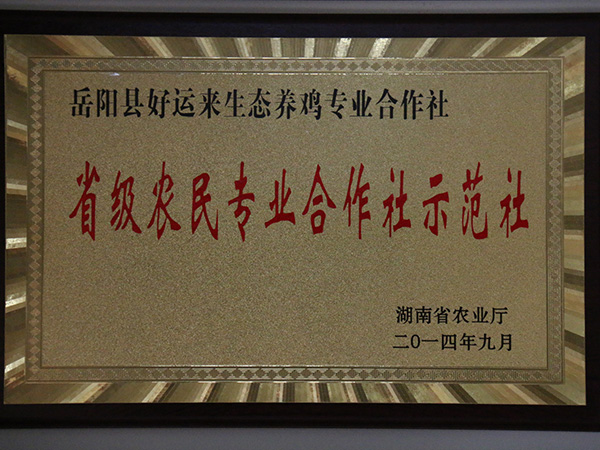 岳阳县好运来生态养鸡专业合作社
省级农民专业合作社示范社
湖南省农业厅
二0一四年九月